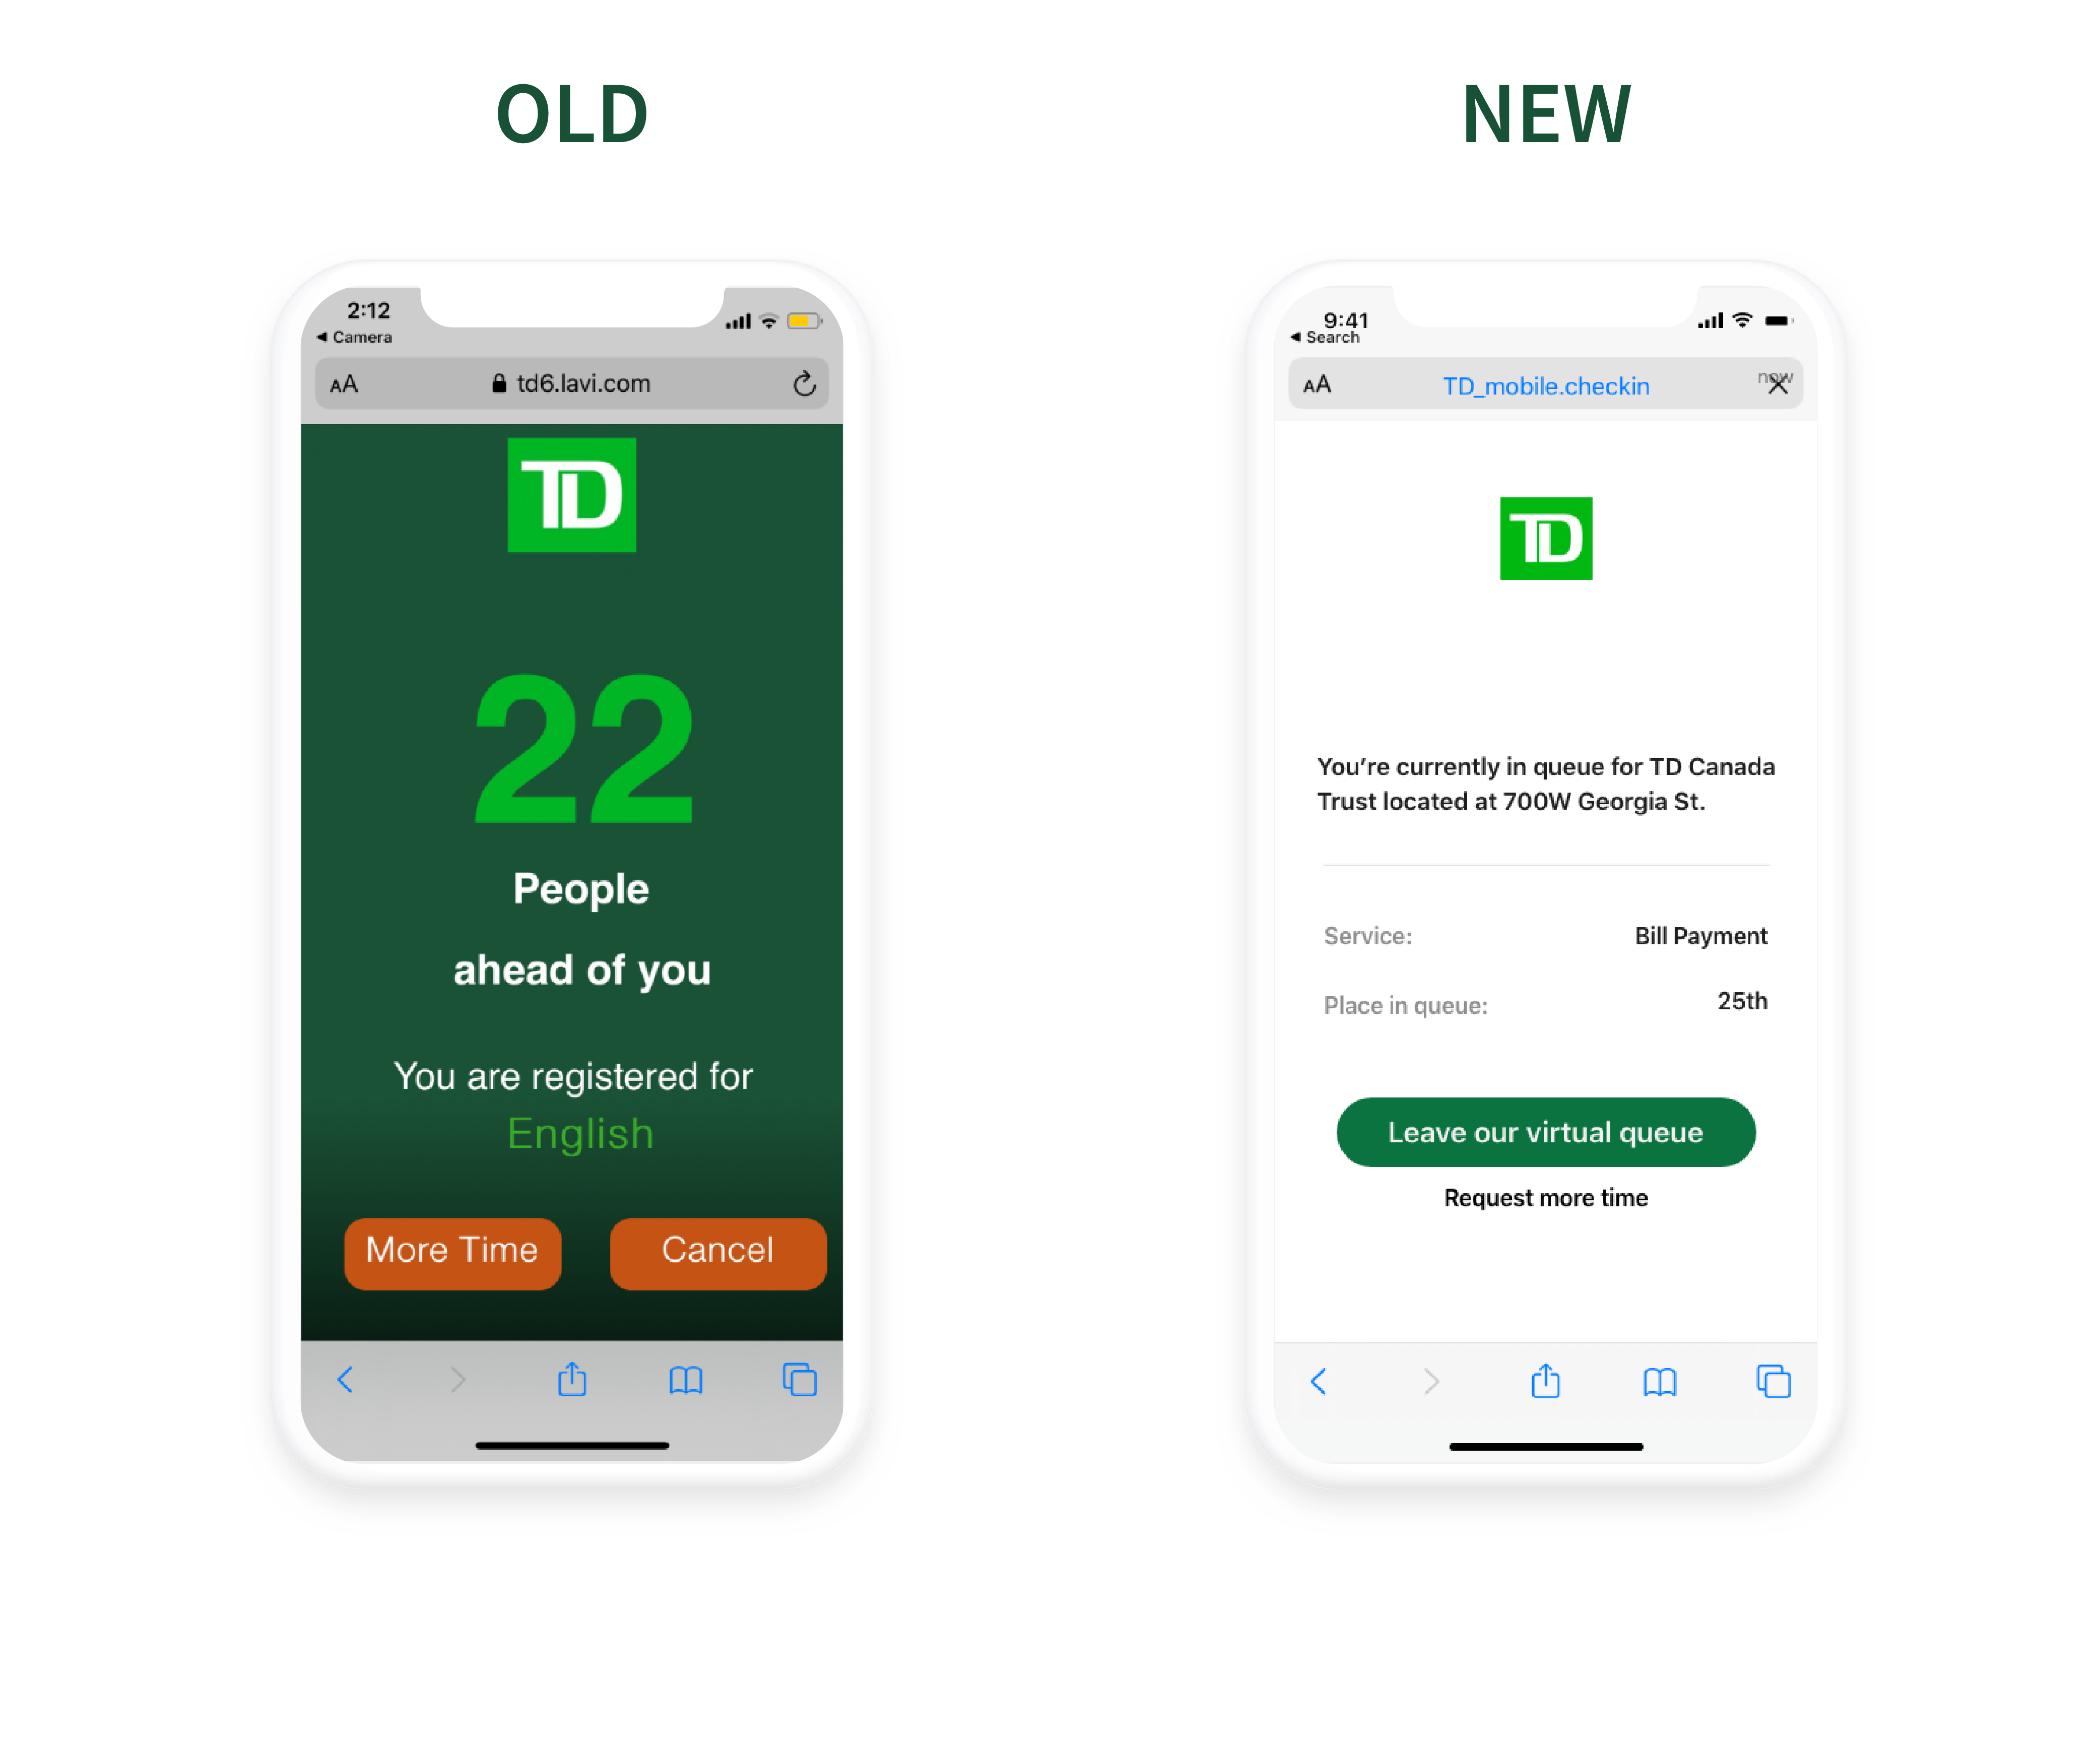 OLD
NEW
2:12
Camera
AA
td6.lavi.com
TD
22
People
ahead of you
You are registered for
English
More Time
Cancel
9:41
Search
AA
TD_mobile.checkin
now
TD
You’re currently in queue for TD Canada
Trust located at 700W Georgia St.
Service:
Bill Payment
Place in queue:
25th
Leave our virtual queue
Request more time